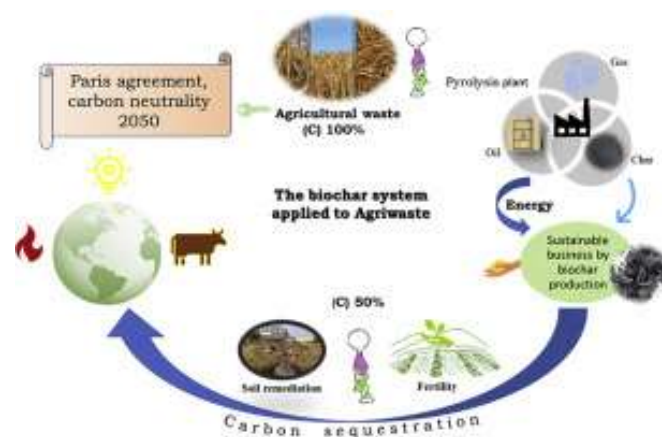 Paris agreement,
carbon neutrality
2050
Agricultural waste
(C) 100%
Pyrolysis plant
Gas
Oil
Char
The biochar system
applied to Agriwaste
Energy
Sustainable
business by
biochar
production
(C) 50%
Soil remediation
Fertility
Carbon sequestration